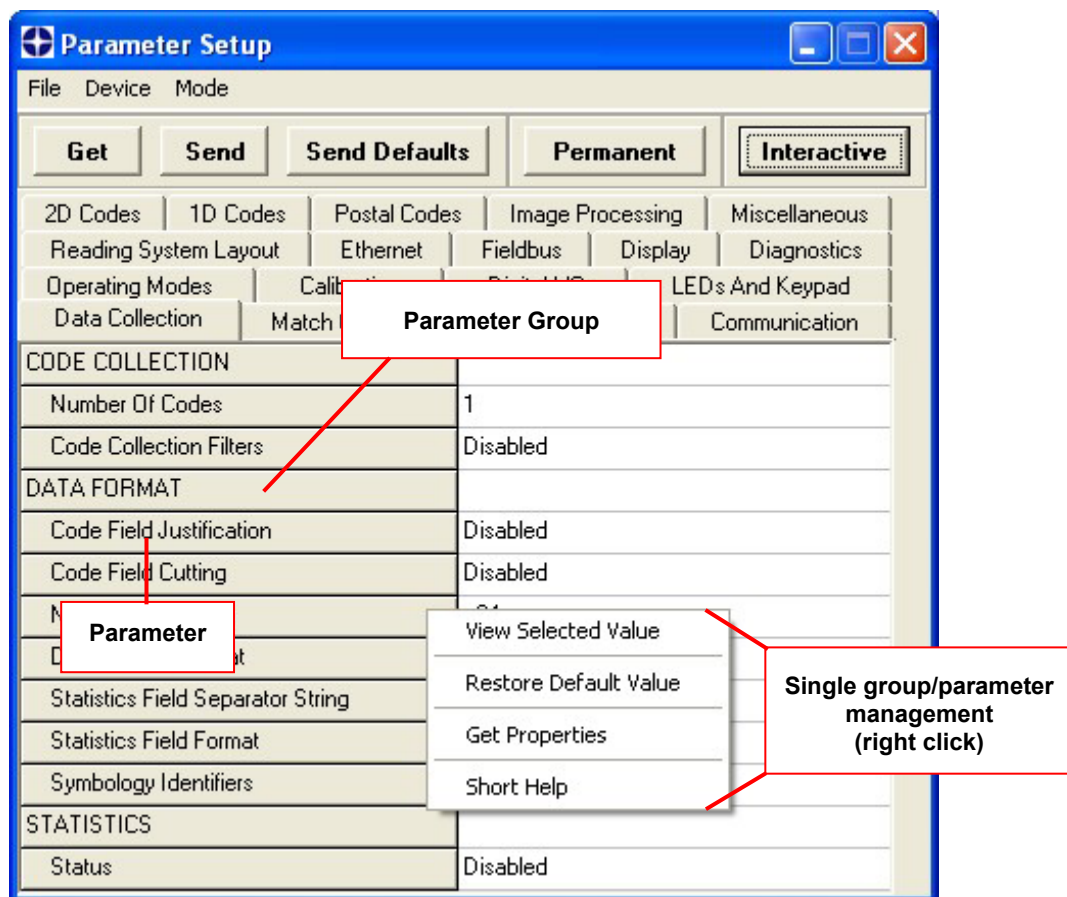 Parameter Setup
File Device Mode
Get Send Send Defaults Permanent Interactive
2D Codes 1D Codes Postal Codes Image Processing Miscellaneous
Reading System Layout Ethernet Fieldbus Display Diagnostics
Operating Modes LEDs And Keypad
Data Collection Match Parameter Group Communication
CODE COLLECTION
Number Of Codes 1
Code Collection Filters Disabled
DATA FORMAT
Code Field Justification Disabled
Code Field Cutting Disabled
Parameter
View Selected Value
Restore Default Value
Get Properties
Short Help
Single group/parameter
management
(right click)
Statistics Field Separator String
Statistics Field Format
Symbology Identifiers
STATISTICS
Status Disabled